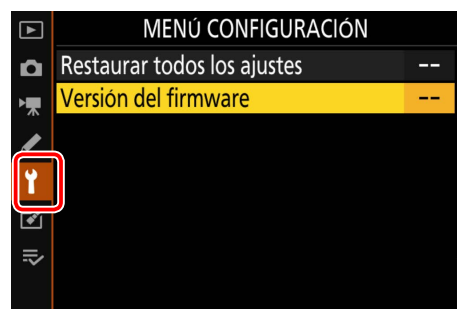 MENÚ CONFIGURACIÓN
Restaurar todos los ajustes --
Versión del firmware --